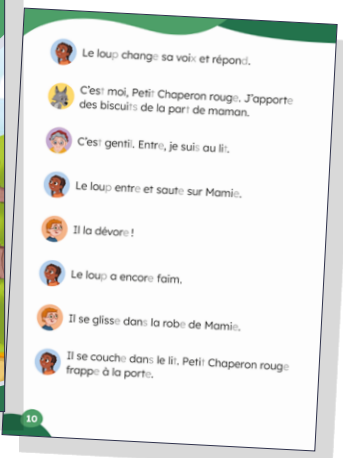 Le loup change sa voix et répond.
C'est moi, Petit Chaperon rouge. J'apporte
des biscuits de la part de maman.
C'est gentil. Entre, je suis au lit.
Le loup entre et saute sur Mamie.
Il la dévore !
Le loup a encore faim.
Il se glisse dans la robe de Mamie.
Il se couche dans le lit. Petit Chaperon rouge
frappe à la porte.
10